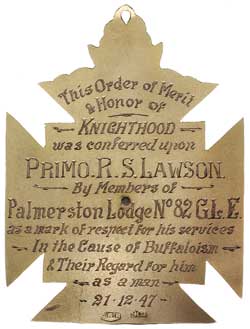 This Order of Merit
& Honor of
KNIGHTHOOD
was conferred upon
PRIMO. R. S. LAWSON.
By Members of
Palmerston Lodge No 82 G.L.E
as a mark of respect for his services
In the Cause of Buffaloism
& Their Regard for him
as a man
21-12-47